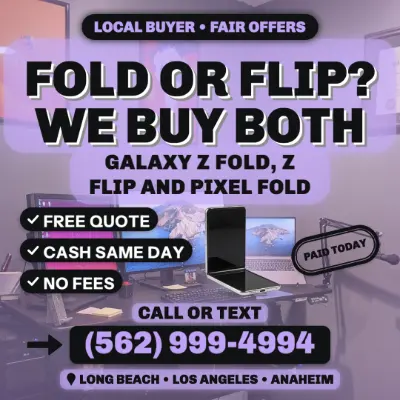 LOCAL BUYER • FAIR OFFERS
FOLD OR FLIP?
WE BUY BOTH
GALAXY Z FOLD, Z
FLIP AND PIXEL FOLD
✓ FREE QUOTE
✓ CASH SAME DAY
✓ NO FEES
PAID TODAY
CALL OR TEXT
(562) 999-4994
LONG BEACH • LOS ANGELES • ANAHEIM